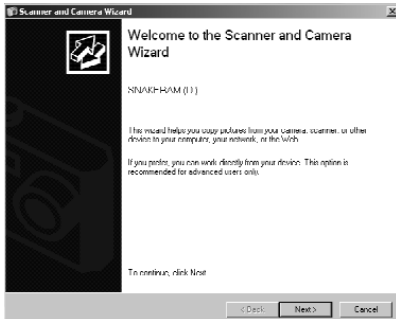 Scanner and Camera Wizard
Welcome to the Scanner and Camera
Wizard
This wizard helps you copy pictures from your camera, scanner, or other
device to your computer, your network, or the Web.
If you prefer, you can work directly from your device. This option is
recommended for advanced users only.
To continue, click Next.
< Back
Next >
Cancel